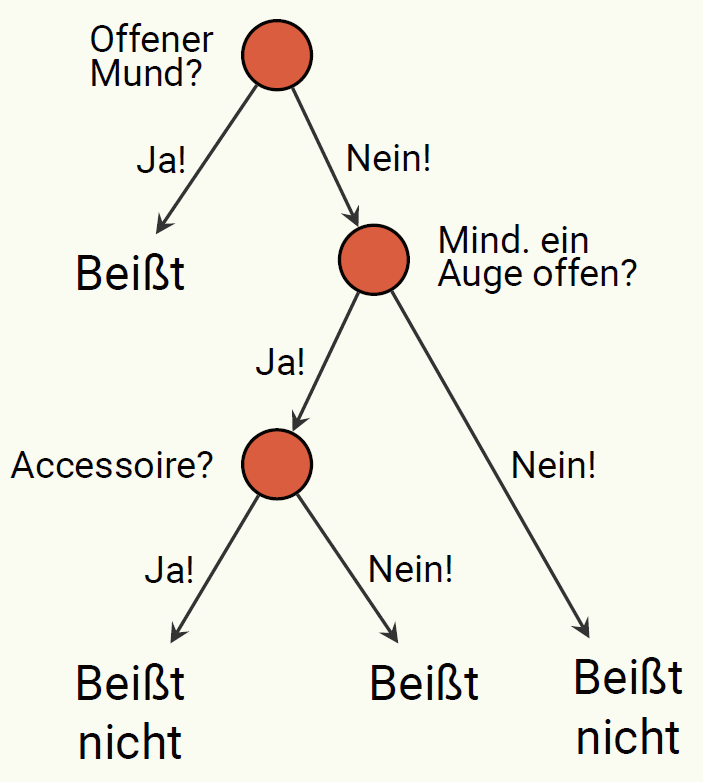 Offener
Mund?
Ja!
Nein!
Beißt
Mind. ein
Auge offen?
Ja!
Accessoire?
Nein!
Ja!
Nein!
Beißt
nicht
Beißt
Beißt
nicht